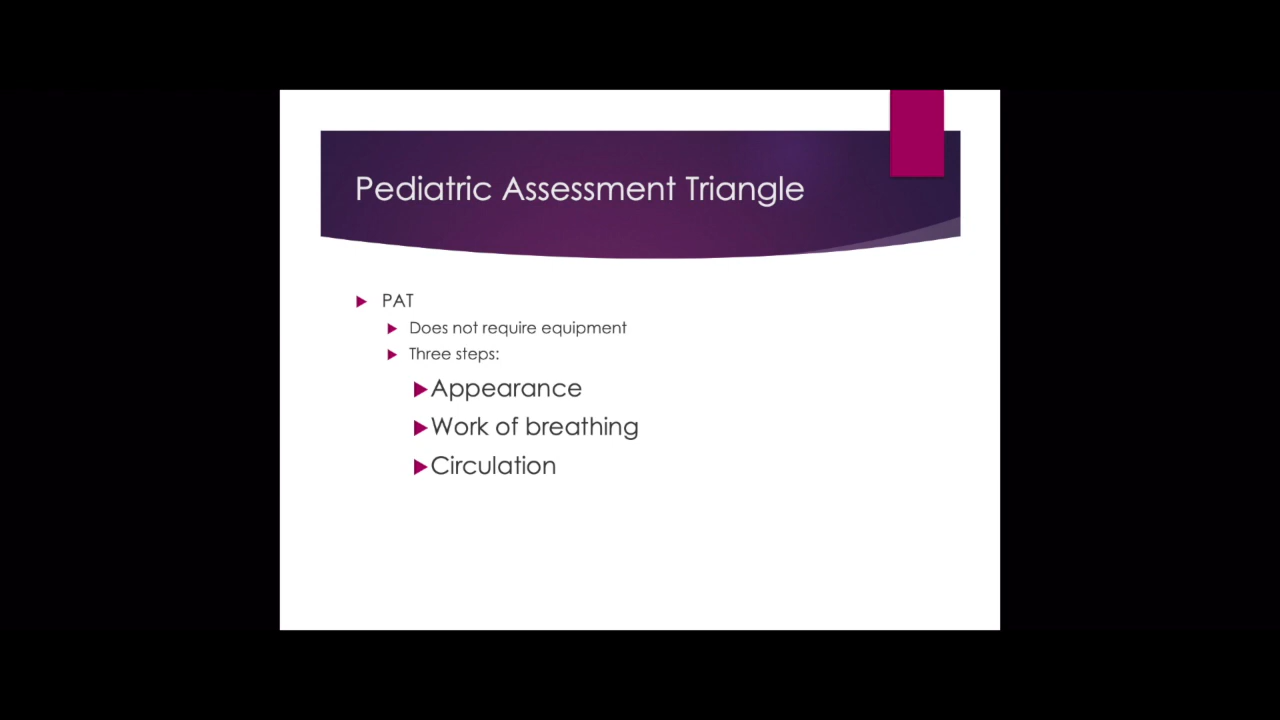 Pediatric Assessment Triangle
PAT
Does not require equipment
Three steps:
Appearance
Work of breathing
Circulation